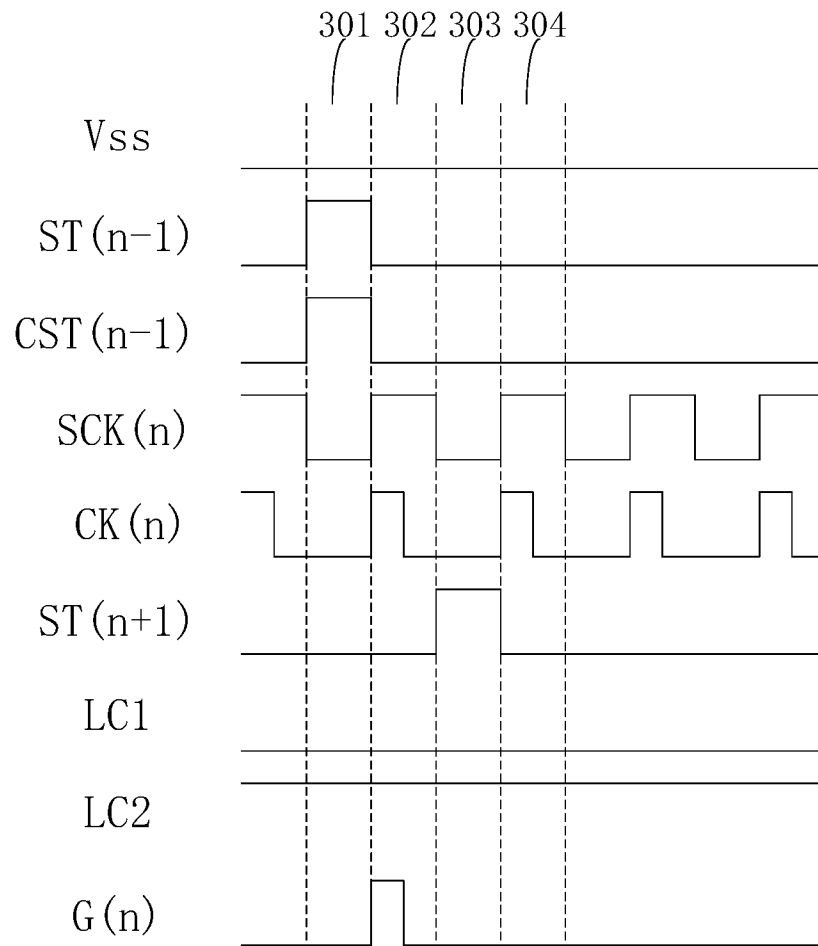 301 302 303 304
Vss
ST(n-1)
CST(n-1)
SCK(n)
CK(n)
ST(n+1)
LC1
LC2
G(n)